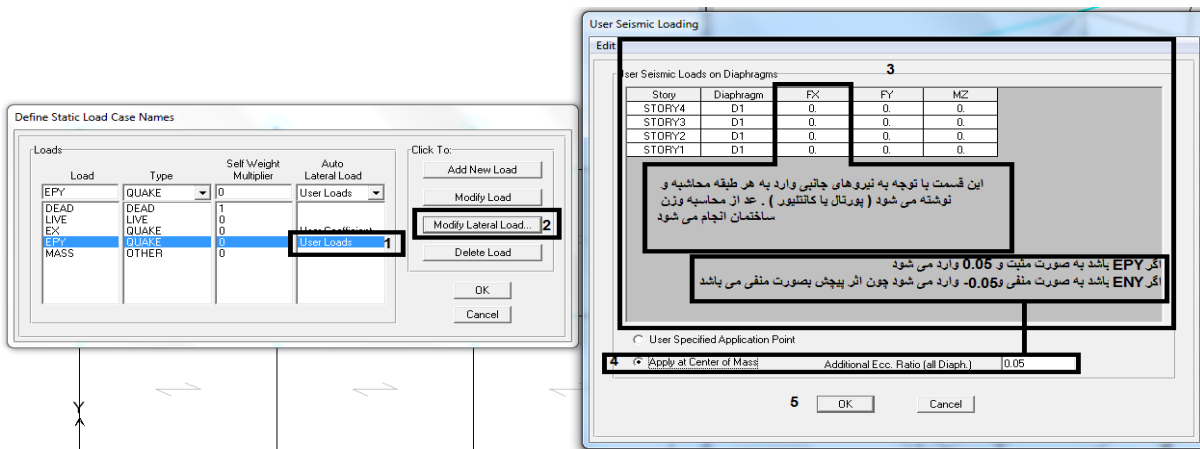 Define Static Load Case Names
Loads
Load Type Self Weight Multiplier Auto Lateral Load
EPY QUAKE 0 User Loads
DEAD DEAD 1
LIVE LIVE 0
EX QUAKE 0 User Coefficient
EPY QUAKE 0 User Loads 1
MASS OTHER 0
Click To:
Add New Load
Modify Load
Modify Lateral Load... 2
Delete Load
OK
Cancel
Y
User Seismic Loading
Edit
3
User Seismic Loads on Diaphragms
Story Diaphragm FX FY MZ
STORY4 D1 0. 0. 0.
STORY3 D1 0. 0. 0.
STORY2 D1 0. 0. 0.
STORY1 D1 0. 0. 0.
این قسمت با توجه به نیروهای جانبی وارد به هر طبقه محاشبه و
نوشته می شود ( پورتال یا کانتلیور ) . عد از محاسبه وزن
ساختمان انجام می شود
اگر EPY باشد به صورت مثبت و 0.05 وارد می شود
اگر ENY باشد به صورت منفی و 0.05- وارد می شود چون اثر پیچش بصورت منفی می باشد
User Specified Application Point
4 Apply at Center of Mass Additional Ecc. Ratio (all Diaph.) 0.05
5 OK Cancel